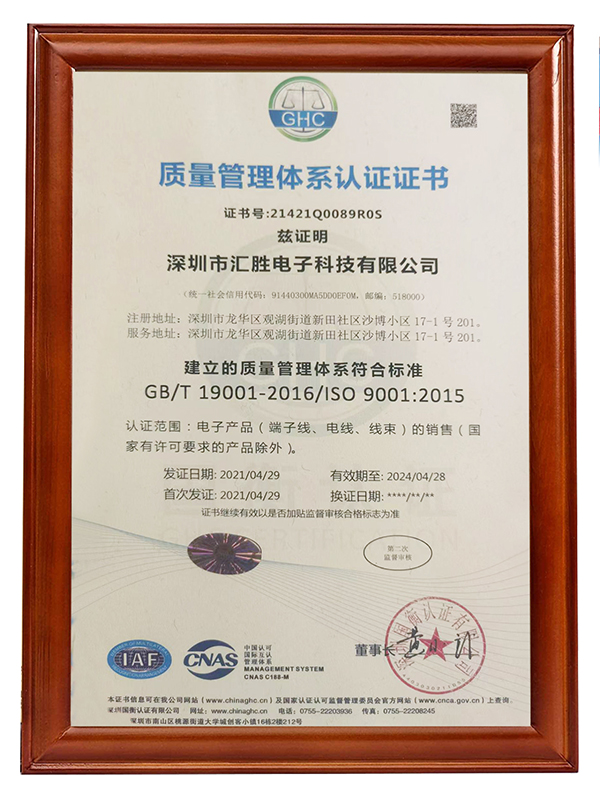 GHC
质量管理体系认证证书
证书号:21421Q0089R0S
兹证明
深圳市汇胜电子科技有限公司
(统一社会信用代码：91440300MA5DD0EF0M，邮编：518000)
注册地址：深圳市龙华区观湖街道新田社区沙博小区 17-1 号 201。
服务地址：深圳市龙华区观湖街道新田社区沙博小区 17-1 号 201。
建立的质量管理体系符合标准
GB/T 19001-2016/ISO 9001:2015
认证范围：电子产品（端子线、电线、线束）的销售（国
家有许可要求的产品除外）。
发证日期: 2021/04/29 有效期至: 2024/04/28
首次发证: 2021/04/29 换证日期: ****/**/**
证书继续有效以是否加贴监督审核合格标志为准
第二次
监督审核
董事长
IAF
CNAS
中国认可
国际互认
管理体系
MANAGEMENT SYSTEM
CNAS C188-M
本证书信息可在我公司网站（www.chinaghc.cn）及国家认证认可监督管理委员会官方网站（www.cnca.gov.cn）上查询。
深圳国衡认证有限公司 网址：www.chinaghc.cn 电话：0755-22203936 传真：0755-22208245
深圳市南山区桃源街道大学城创客小镇16栋2楼212号